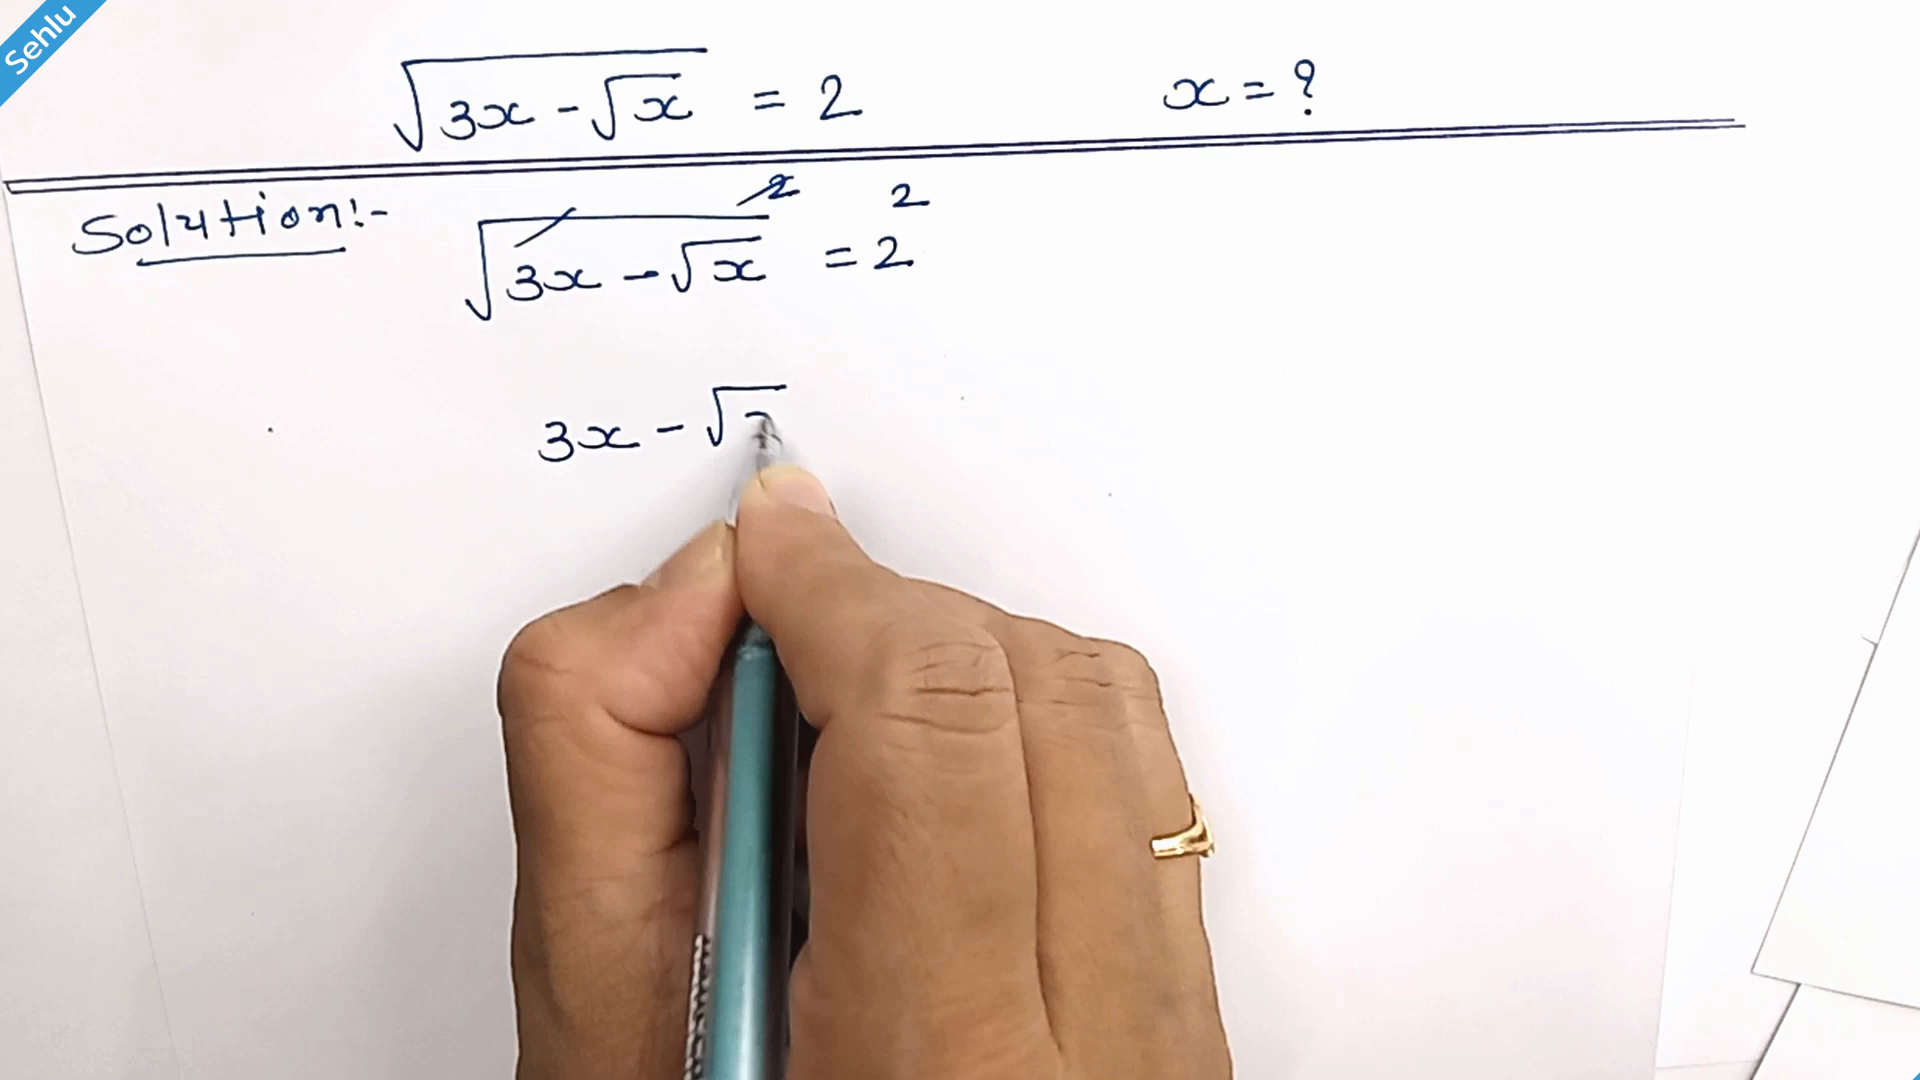 Sehlu
√(3x - √x) = 2 x = ?
Solution:- √(3x - √x)² = 2²
3x - √x